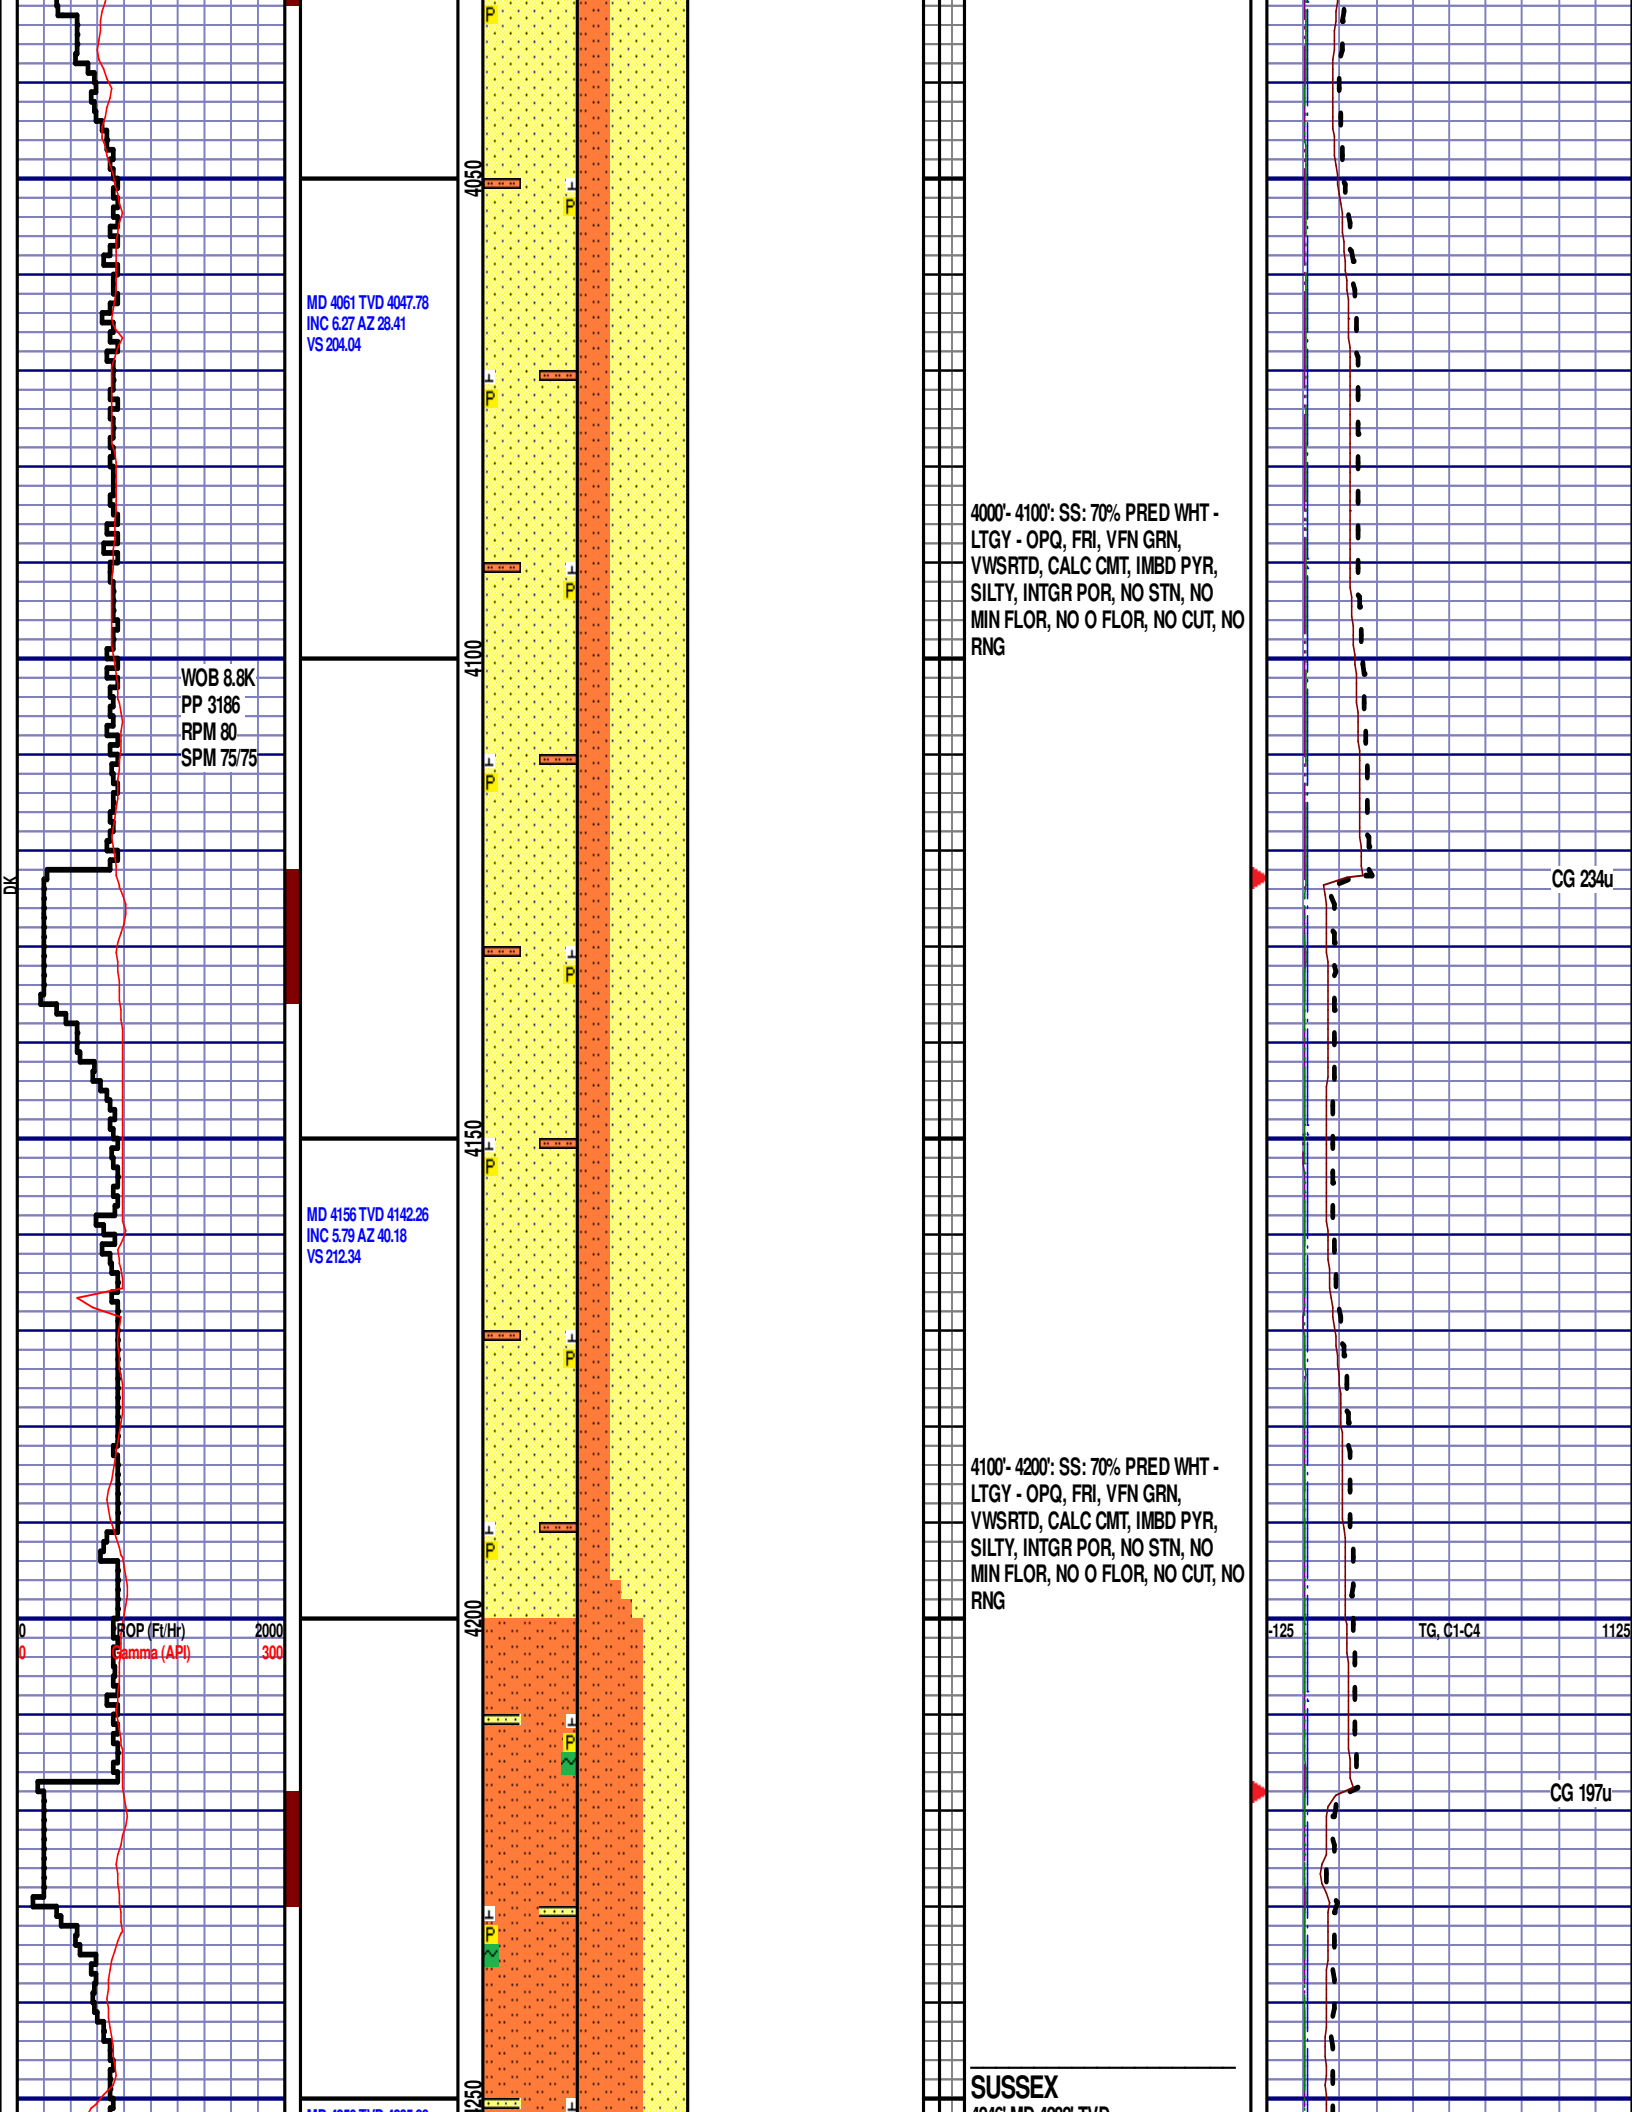 P
4050
P
MD 4061 TVD 4047.78
INC 6.27 AZ 28.41
VS 204.04
P
4000'- 4100': SS: 70% PRED WHT -
LTGY - OPQ, FRI, VFN GRN,
VWSRTD, CALC CMT, IMBD PYR,
SILTY, INTGR POR, NO STN, NO
MIN FLOR, NO O FLOR, NO CUT, NO
RNG
P
4100
WOB 8.8K
PP 3186
RPM 80
SPM 75/75
P
DK
CG 234u
P
4150
P
MD 4156 TVD 4142.26
INC 5.79 AZ 40.18
VS 212.34
P
4100'- 4200': SS: 70% PRED WHT -
LTGY - OPQ, FRI, VFN GRN,
VWSRTD, CALC CMT, IMBD PYR,
SILTY, INTGR POR, NO STN, NO
MIN FLOR, NO O FLOR, NO CUT, NO
RNG
P
4200
0 ROP (Ft/Hr) 2000
0 Gamma (API) 300
-125 TG, C1-C4 1125
P
CG 197u
P
SUSSEX
4250